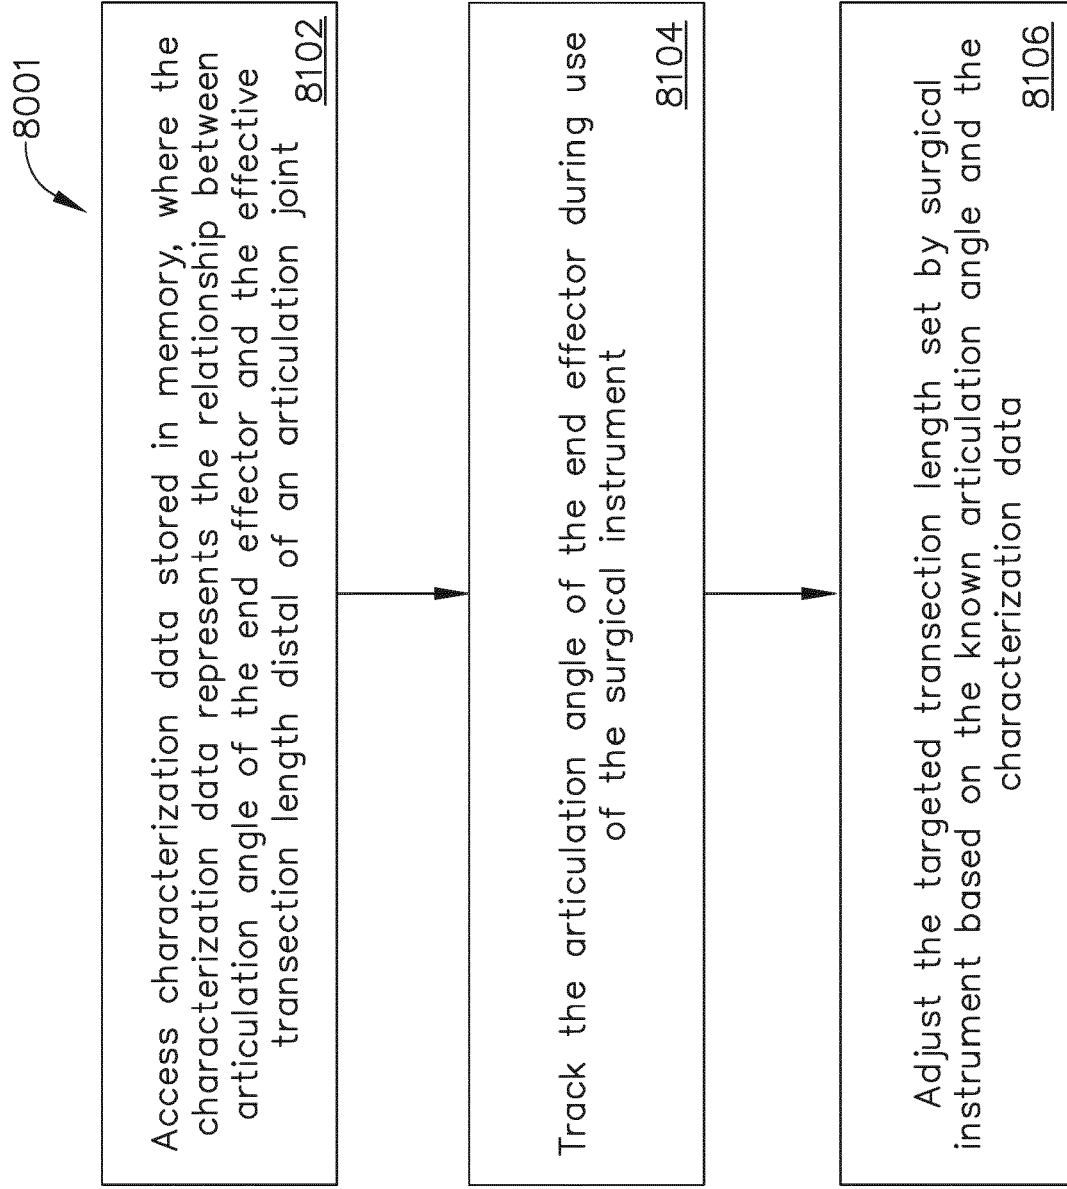 8001
Access characterization data stored in memory, where the
characterization data represents the relationship between
articulation angle of the end effector and the effective
transection length distal of an articulation joint
8102
Track the articulation angle of the end effector during use
of the surgical instrument
8104
Adjust the targeted transection length set by surgical
instrument based on the known articulation angle and the
characterization data
8106